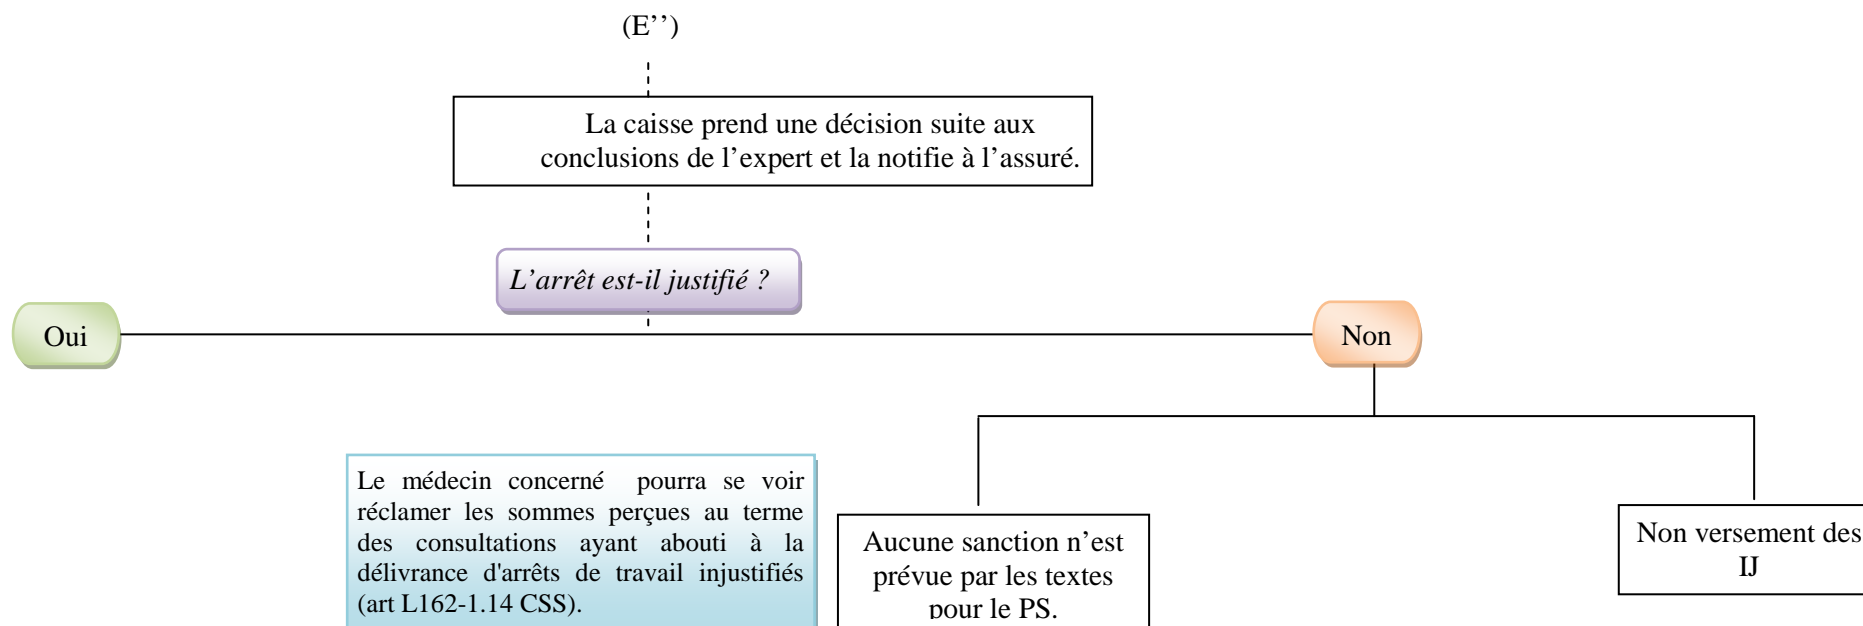 (E’’)
La caisse prend une décision suite aux
conclusions de l’expert et la notifie à l’assuré.
L’arrêt est-il justifié ?
Oui
Non
Le médecin concerné pourra se voir
réclamer les sommes perçues au terme
des consultations ayant abouti à la
délivrance d'arrêts de travail injustifiés
(art L162-1.14 CSS).
Aucune sanction n’est
prévue par les textes
pour le PS.
Non versement des
IJ